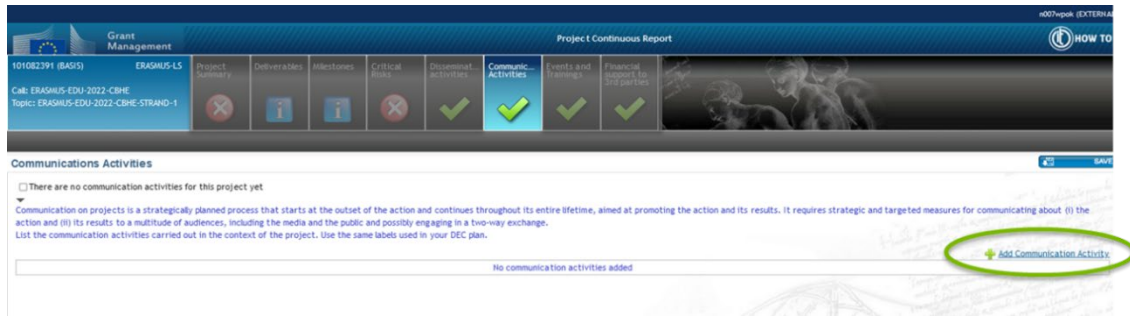 n007wpok (EXTERNAL
Grant
Management
Project Continuous Report
HOW TO
101082391 (BASIS) ERASMUS-LS
Call: ERASMUS-EDU-2022-CBHE
Topic: ERASMUS-EDU-2022-CBHE-STRAND-1
Project Summary
Deliverables
Milestones
Critical Risks
Disseminat... activities
Communic... Activities
Events and Trainings
Financial support to 3rd parties
Communications Activities
SAVE
There are no communication activities for this project yet
Communication on projects is a strategically planned process that starts at the outset of the action and continues throughout its entire lifetime, aimed at promoting the action and its results. It requires strategic and targeted measures for communicating about (i) the
action and (ii) its results to a multitude of audiences, including the media and the public and possibly engaging in a two-way exchange.
List the communication activities carried out in the context of the project. Use the same labels used in your DEC plan.
Add Communication Activity
No communication activities added